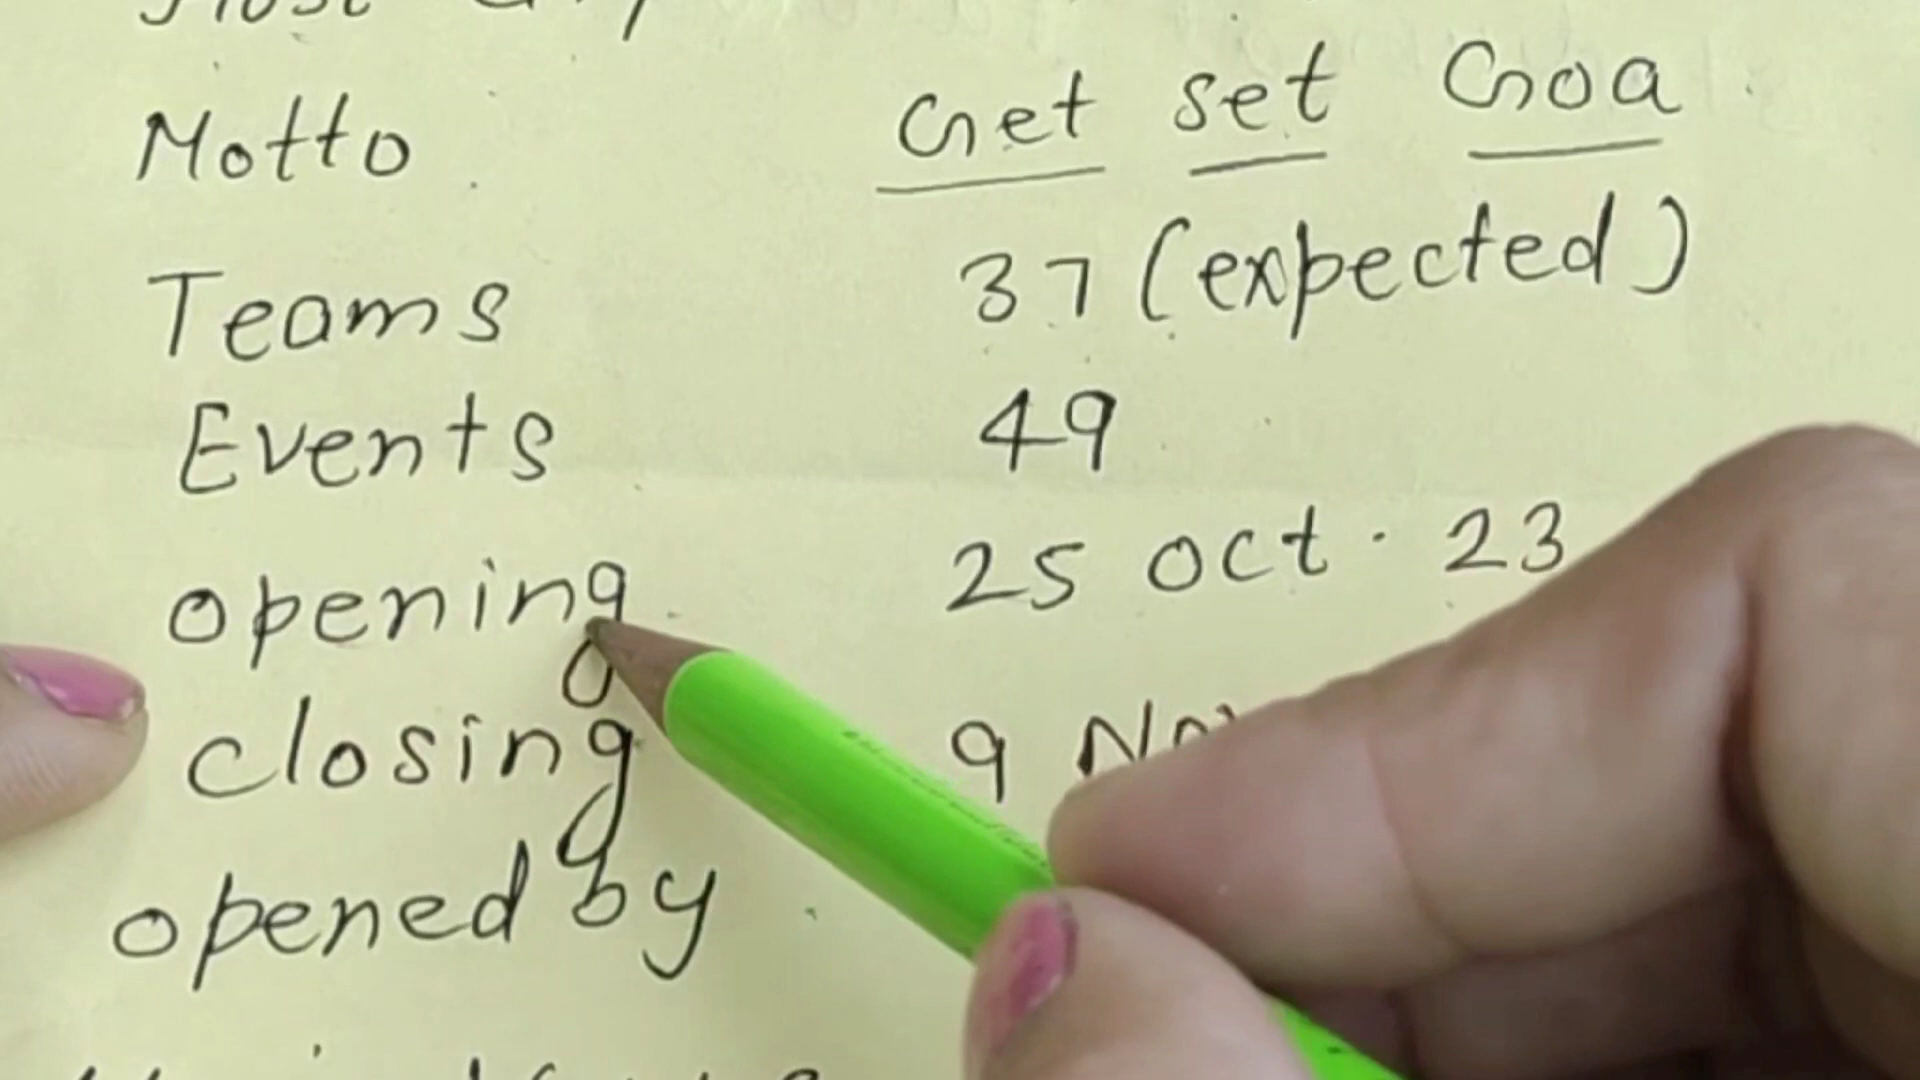 Motto Get set Goa
Teams 37 (expected)
Events 49
opening 25 oct. 23
closing 9
opened by